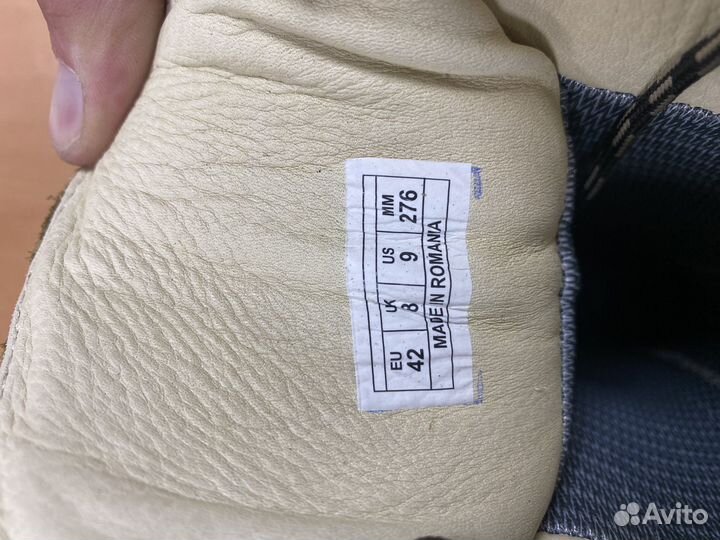 EU UK US MM
42 8 9 276
MADE IN ROMANIA
Avito